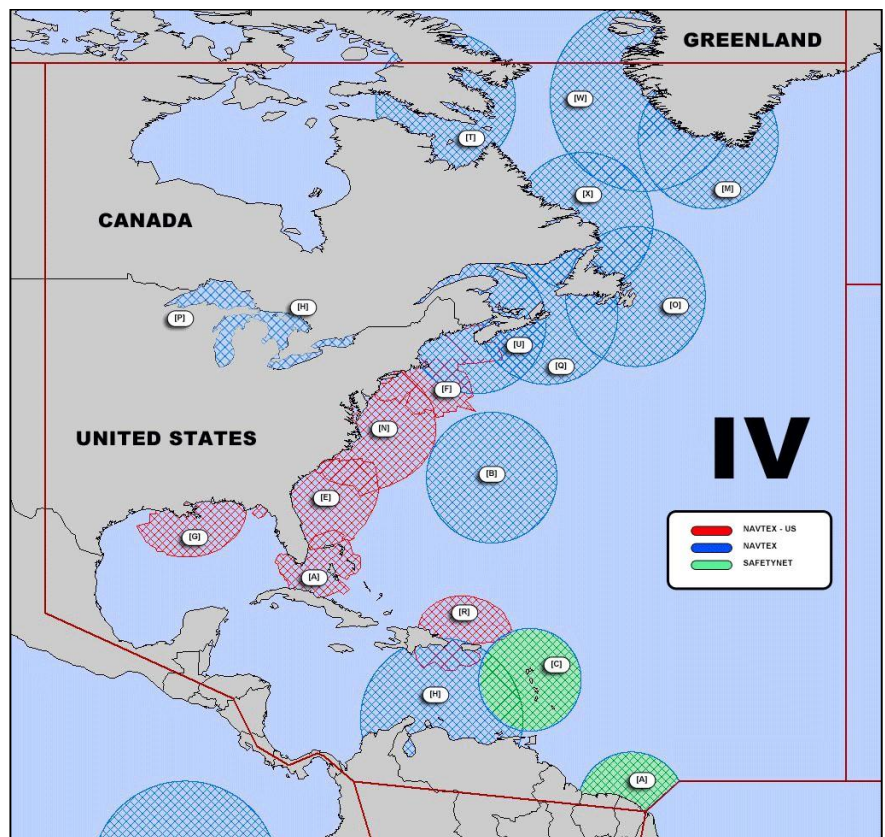 GREENLAND
[W]
[T]
[M]
[X]
CANADA
[P]
[H]
[O]
[U]
[Q]
[F]
[N]
UNITED STATES
[B]
IV
[E]
[G]
[A]
NAVTEX - US
NAVTEX
SAFETYNET
[R]
[C]
[H]
[A]